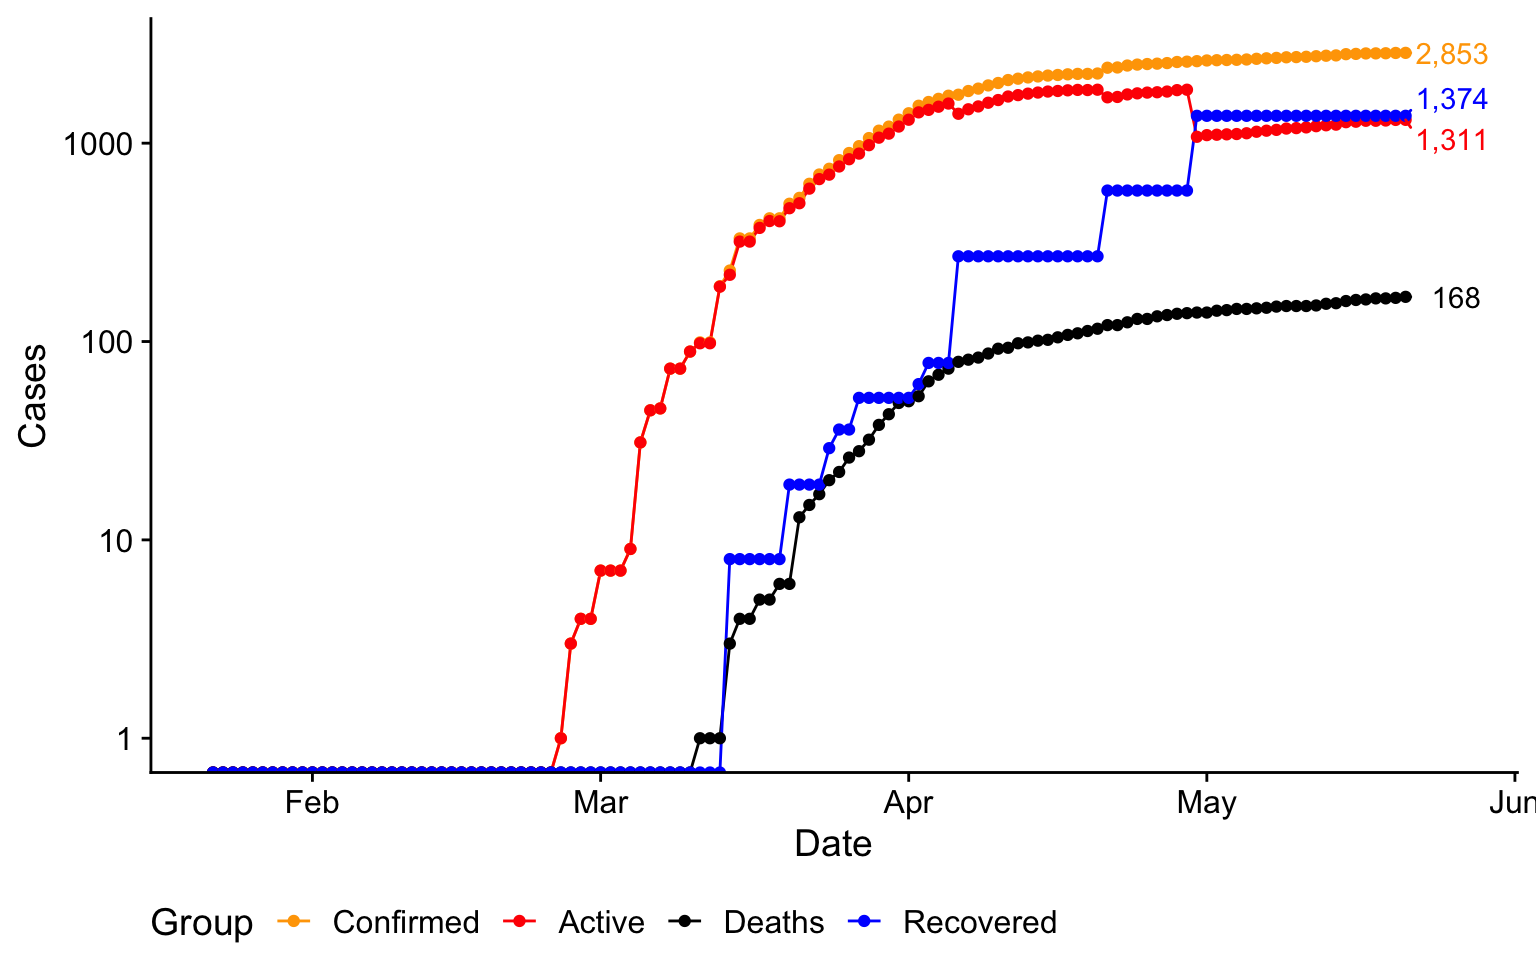 2,853
1,374
1,311
168
1000
100
10
1
Cases
Feb Mar Apr May Jun
Date
Group Confirmed Active Deaths Recovered